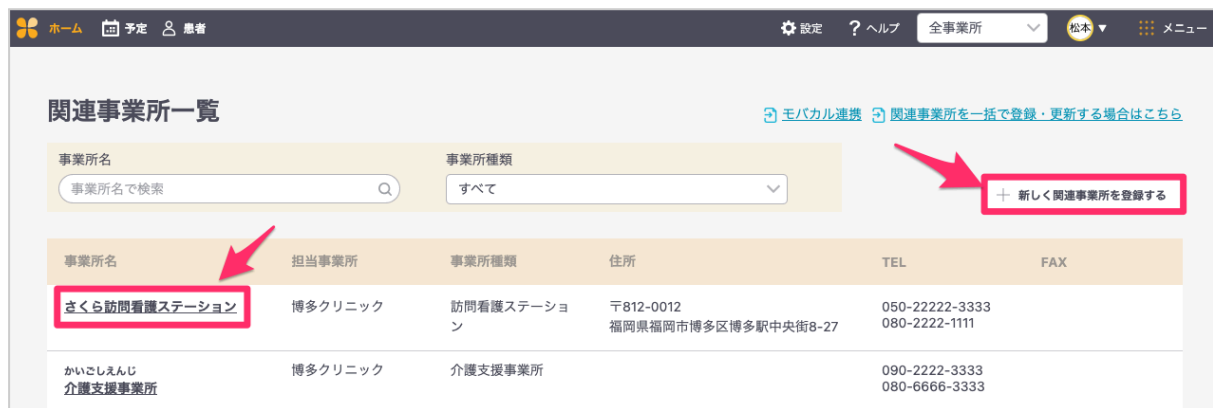 ホーム 予定 患者 設定 ? ヘルプ 全事業所 松本 ▼ メニュー
関連事業所一覧
モバカル連携 関連事業所を一括で登録・更新する場合はこちら
事業所名 事業所種類
事業所名で検索 すべて
+ 新しく関連事業所を登録する
事業所名 担当事業所 事業所種類 住所 TEL FAX
さくら訪問看護ステーション 博多クリニック 訪問看護ステーショ 〒812-0012 050-22222-3333
ン 福岡県福岡市博多区博多駅中央街8-27 080-2222-1111
かいごしえんじ 博多クリニック 介護支援事業所 090-2222-3333
介護支援事業所 080-6666-3333